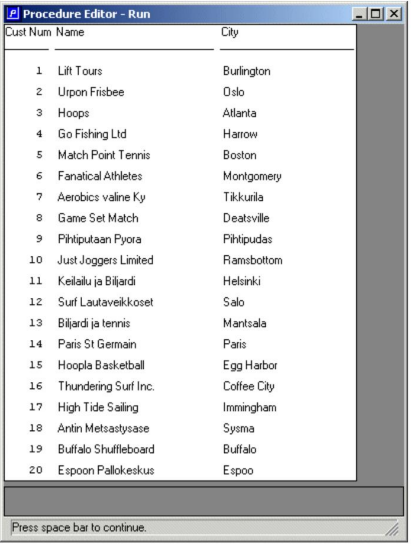 Procedure Editor - Run
Cust Num Name City
1 Lift Tours Burlington
2 Urpon Frisbee Oslo
3 Hoops Atlanta
4 Go Fishing Ltd Harrow
5 Match Point Tennis Boston
6 Fanatical Athletes Montgomery
7 Aerobics valine Ky Tikkurila
8 Game Set Match Deatsville
9 Pihtiputaan Pyora Pihtipudas
10 Just Joggers Limited Ramsbottom
11 Keilailu ja Biljardi Helsinki
12 Surf Lautaveikkoset Salo
13 Biljardi ja tennis Mantsala
14 Paris St Germain Paris
15 Hoopla Basketball Egg Harbor
16 Thundering Surf Inc. Coffee City
17 High Tide Sailing Immingham
18 Antin Metsastysase Sysma
19 Buffalo Shuffleboard Buffalo
20 Espoon Pallokeskus Espoo
Press space bar to continue.